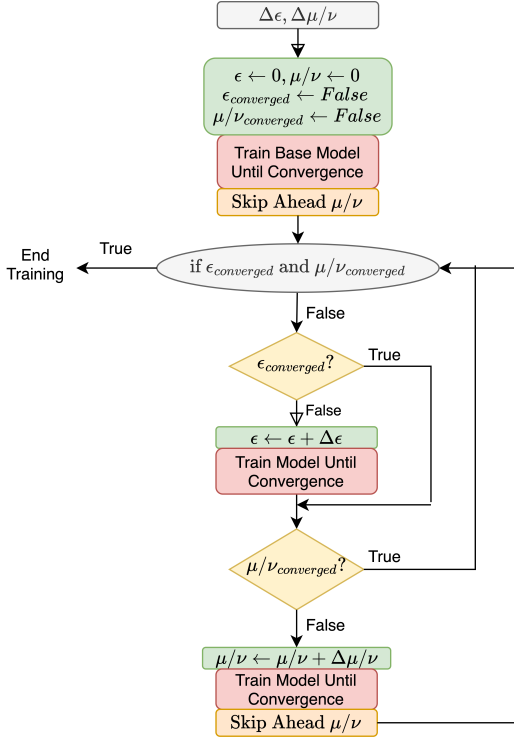 Δϵ, Δμ/ν
ϵ ← 0, μ/ν ← 0
ϵ_converged ← False
μ/ν_converged ← False
Train Base Model
Until Convergence
Skip Ahead μ/ν
True
End
Training
if ϵ_converged and μ/ν_converged
False
ϵ_converged?
True
False
ϵ ← ϵ + Δϵ
Train Model Until
Convergence
μ/ν_converged?
True
False
μ/ν ← μ/ν + Δμ/ν
Train Model Until
Convergence
Skip Ahead μ/ν